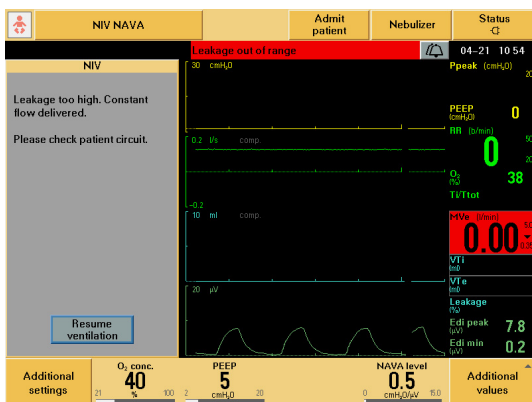 NIV NAVA
Admit
patient
Nebulizer
Status
Leakage out of range
04-21 10 54
NIV
Leakage too high. Constant
flow delivered.
Please check patient circuit.
Resume
ventilation
30 cmH₂O
0.2 l/s comp.
-0.2
10 ml comp.
20 µV
Ppeak (cmH₂O)
20
PEEP
(cmH₂O)
0
RR (b/min)
0
50
20
O₂
(%)
38
Ti/Ttot
MVe (l/min)
0.00
VTi
(ml)
VTe
(ml)
Leakage
(%)
Edi peak
(µV)
7.8
Edi min
(µV)
0.2
Additional
settings
O₂ conc.
40
21 % 100
PEEP
5
2 cmH₂O 20
NAVA level
0.5
0 cmH₂O/µV 15.0
Additional
values